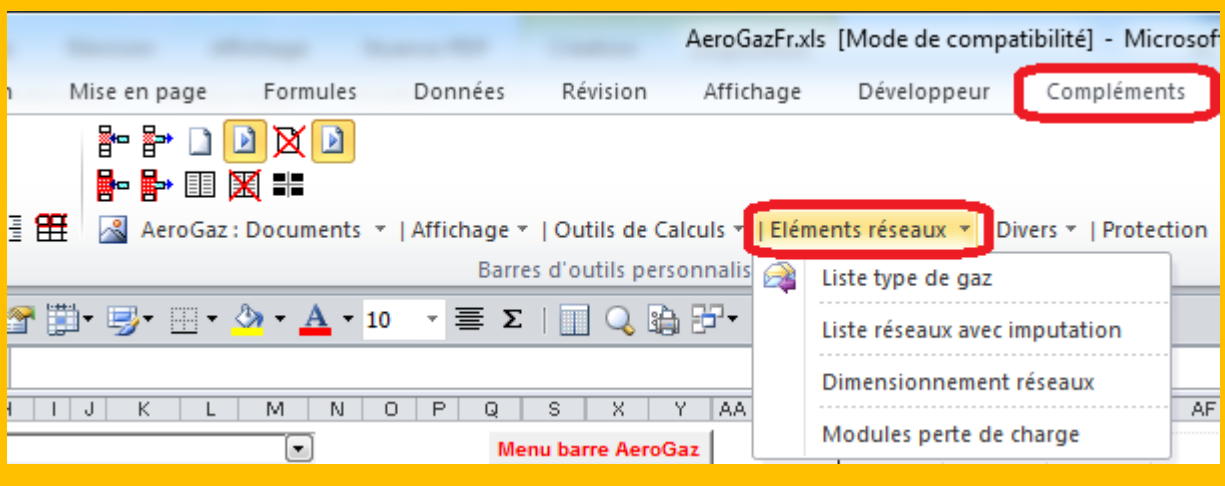 AeroGazFr.xls [Mode de compatibilité] - Microsof
Mise en page Formules Données Révision Affichage Développeur Compléments
AeroGaz : Documents | Affichage | Outils de Calculs | Eléments réseaux Divers | Protection
Barres d'outils personnalis
Liste type de gaz
10 Σ
Liste réseaux avec imputation
Dimensionnement réseaux
I J K L M N O P Q S X Y AA AF
Modules perte de charge
Menu barre AeroGaz